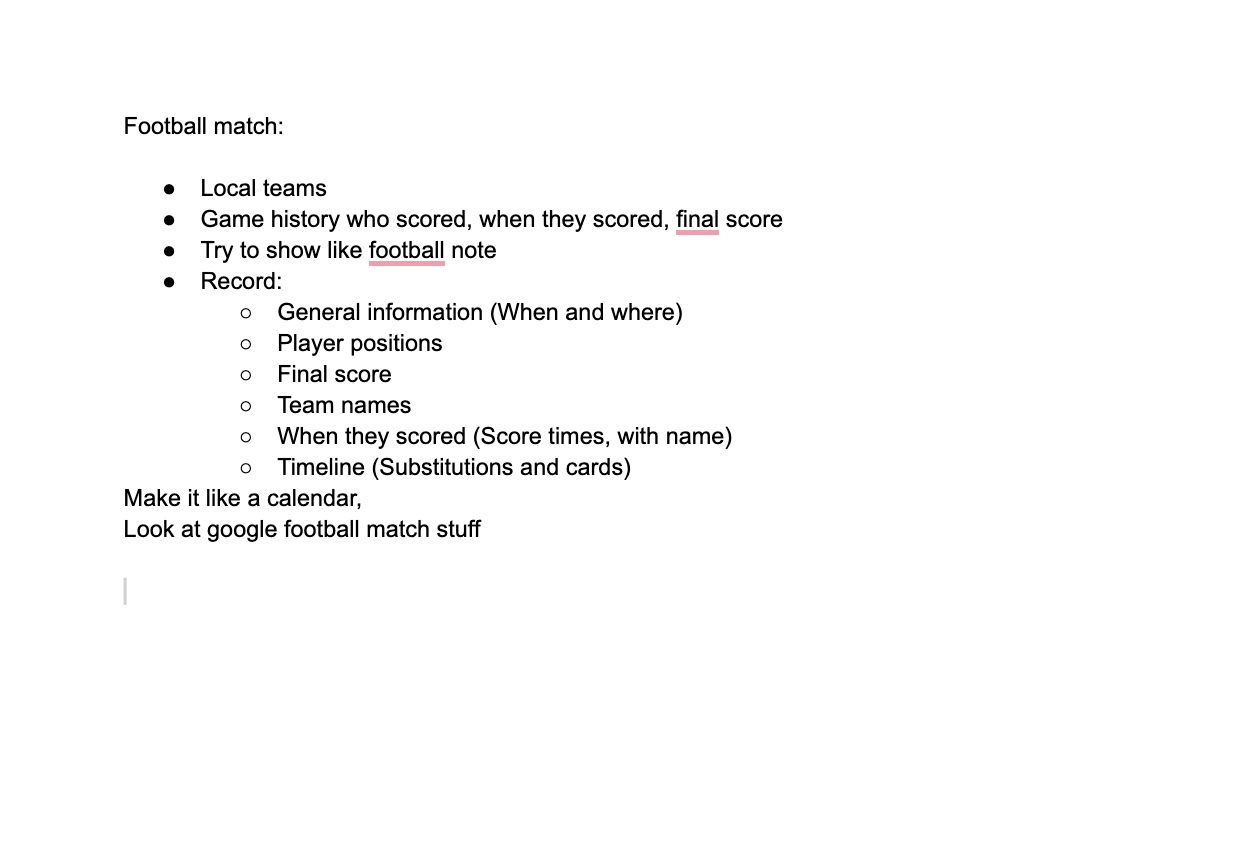 Football match:
● Local teams
● Game history who scored, when they scored, final score
● Try to show like football note
● Record:
○ General information (When and where)
○ Player positions
○ Final score
○ Team names
○ When they scored (Score times, with name)
○ Timeline (Substitutions and cards)
Make it like a calendar,
Look at google football match stuff